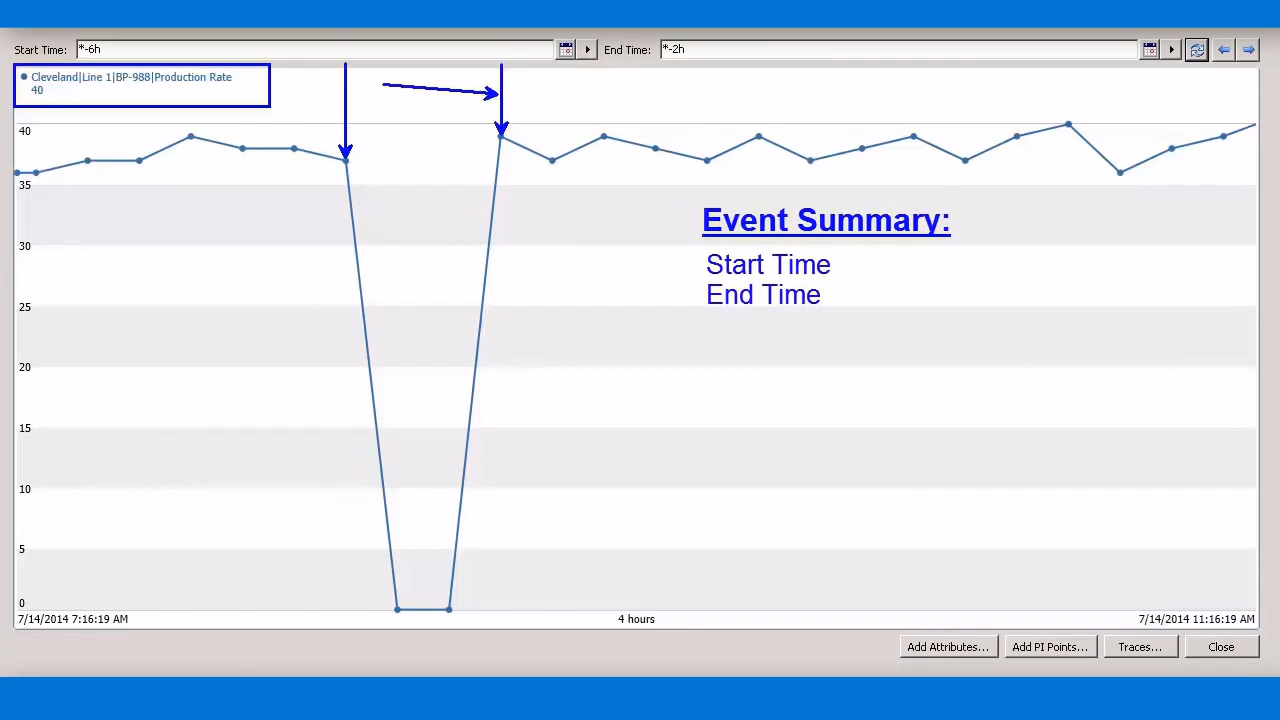 Start Time: *-6h End Time: *-2h
Cleveland|Line 1|BP-988|Production Rate
40
40
35
30
25
20
15
10
5
0
Event Summary:
Start Time
End Time
7/14/2014 7:16:19 AM 4 hours 7/14/2014 11:16:19 AM
Add Attributes... Add PI Points... Traces... Close